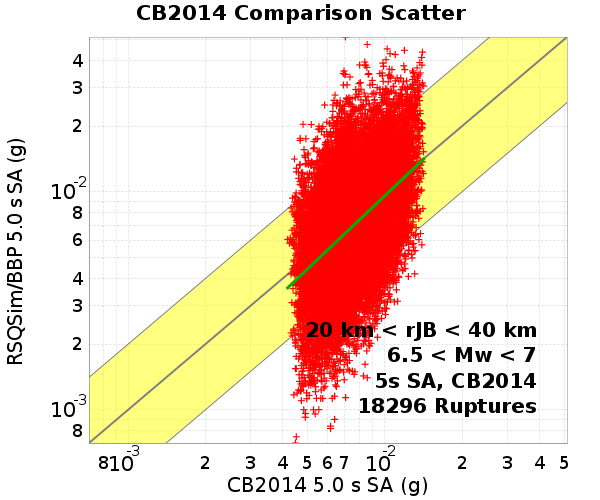 CB2014 Comparison Scatter
RSQSim/BBP 5.0 s SA (g)
4
3
2
10-2
8
6
4
3
2
10-3
8
20 km < rJB < 40 km
6.5 < Mw < 7
5s SA, CB2014
18296 Ruptures
8 10-3 2 3 4 5 6 7 10-2 2 3 4 5
CB2014 5.0 s SA (g)